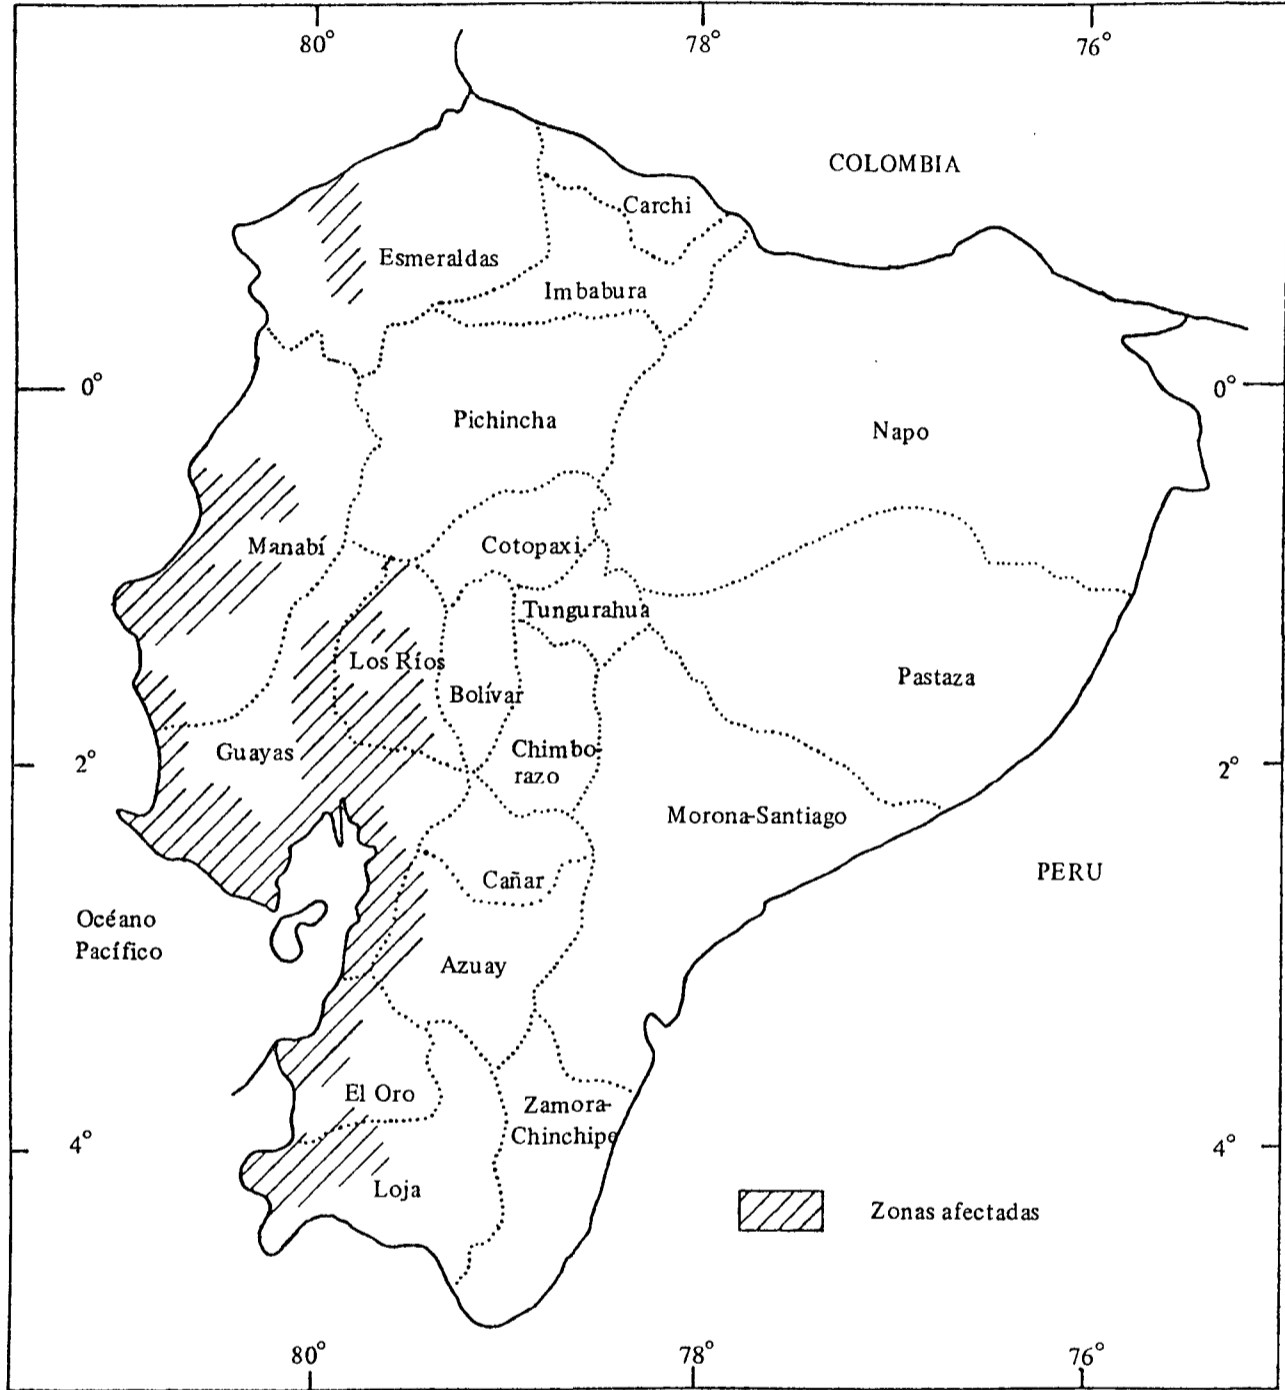 80°
78°
76°
COLOMBIA
Carchi
Esmeraldas
Imbabura
0°
0°
Pichincha
Napo
Manabí
Cotopaxi
Tungurahua
Los Ríos
Pastaza
Bolívar
Guayas
Chimbo-
razo
2°
2°
Morona-Santiago
PERU
Cañar
Océano
Pacífico
Azuay
El Oro
Zamora-
Chinchipe
4°
4°
Loja
Zonas afectadas
80°
78°
76°